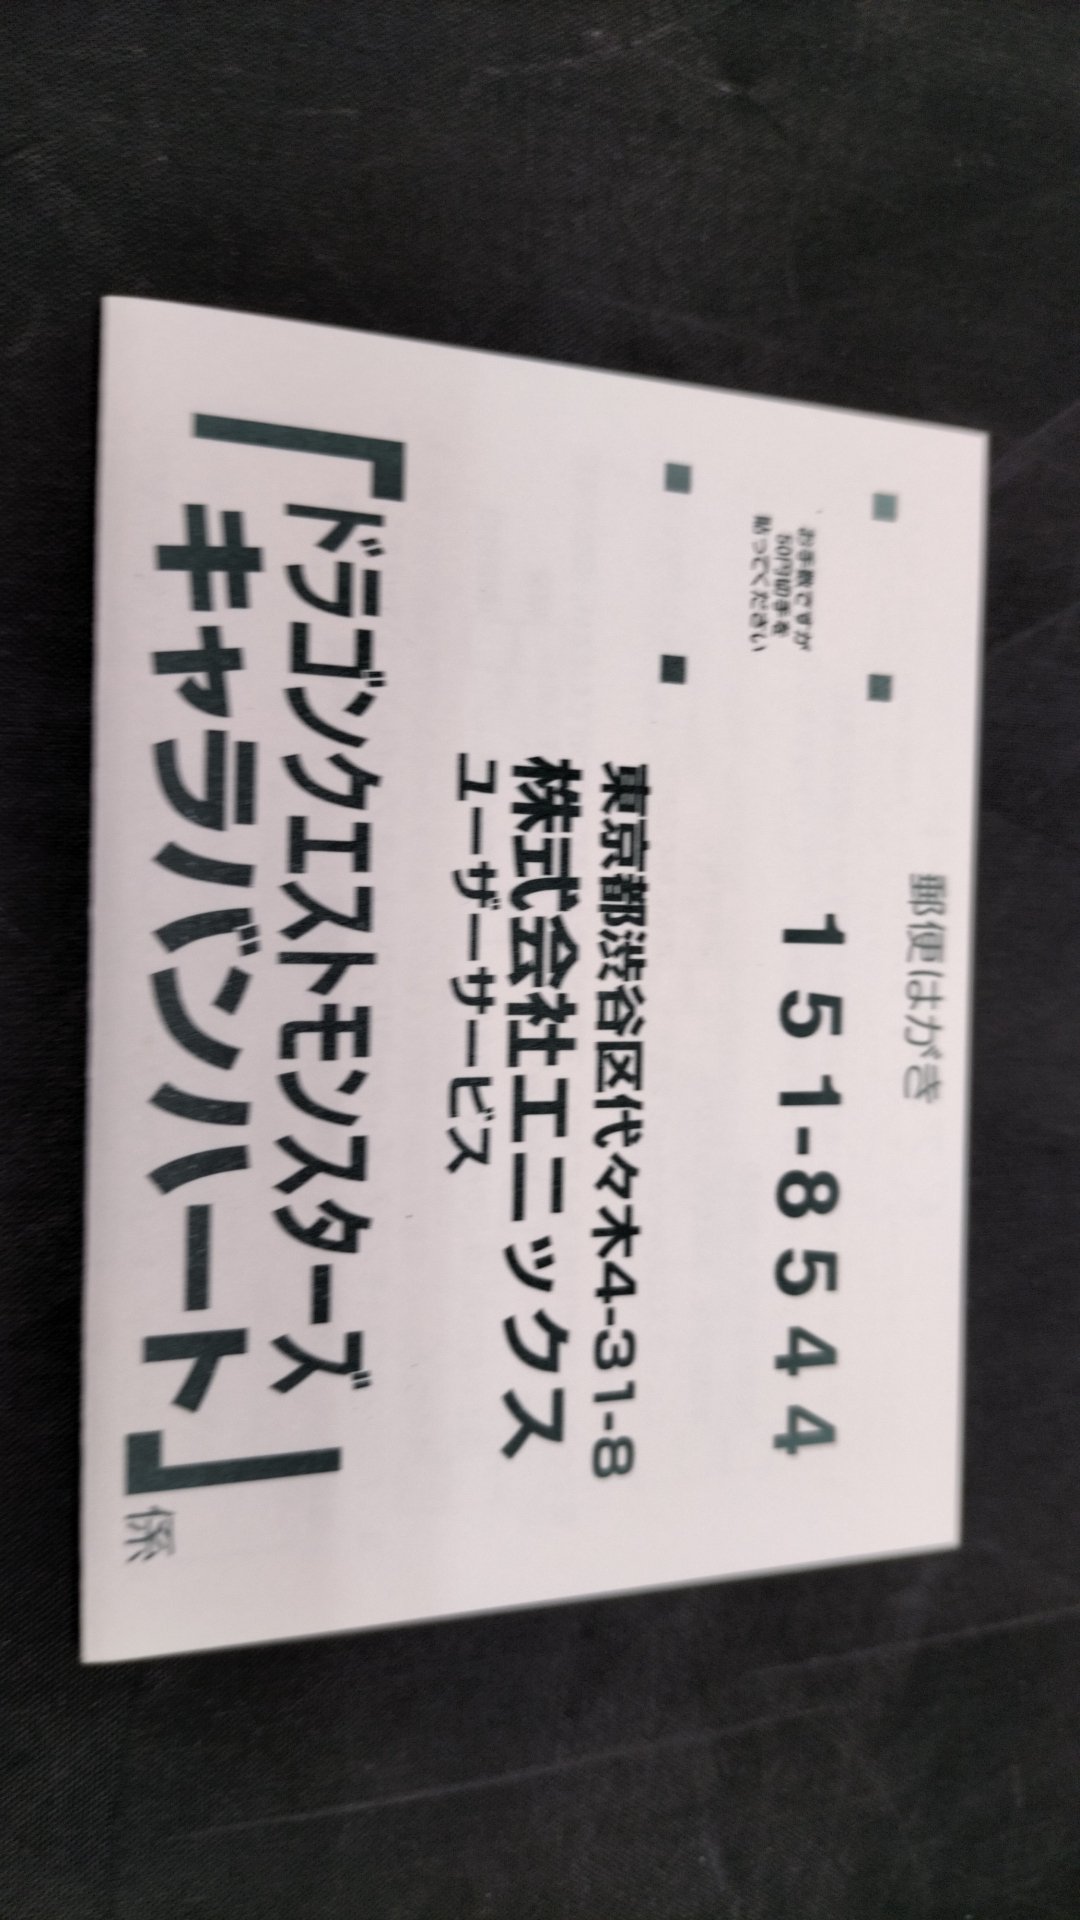 郵便はがき
151-8544
お手数ですが
50円切手を
貼ってください
東京都渋谷区代々木4-31-8
株式会社エニックス
ユーザーサービス
「ドラゴンクエストモンスターズ
キャラバンハート」係